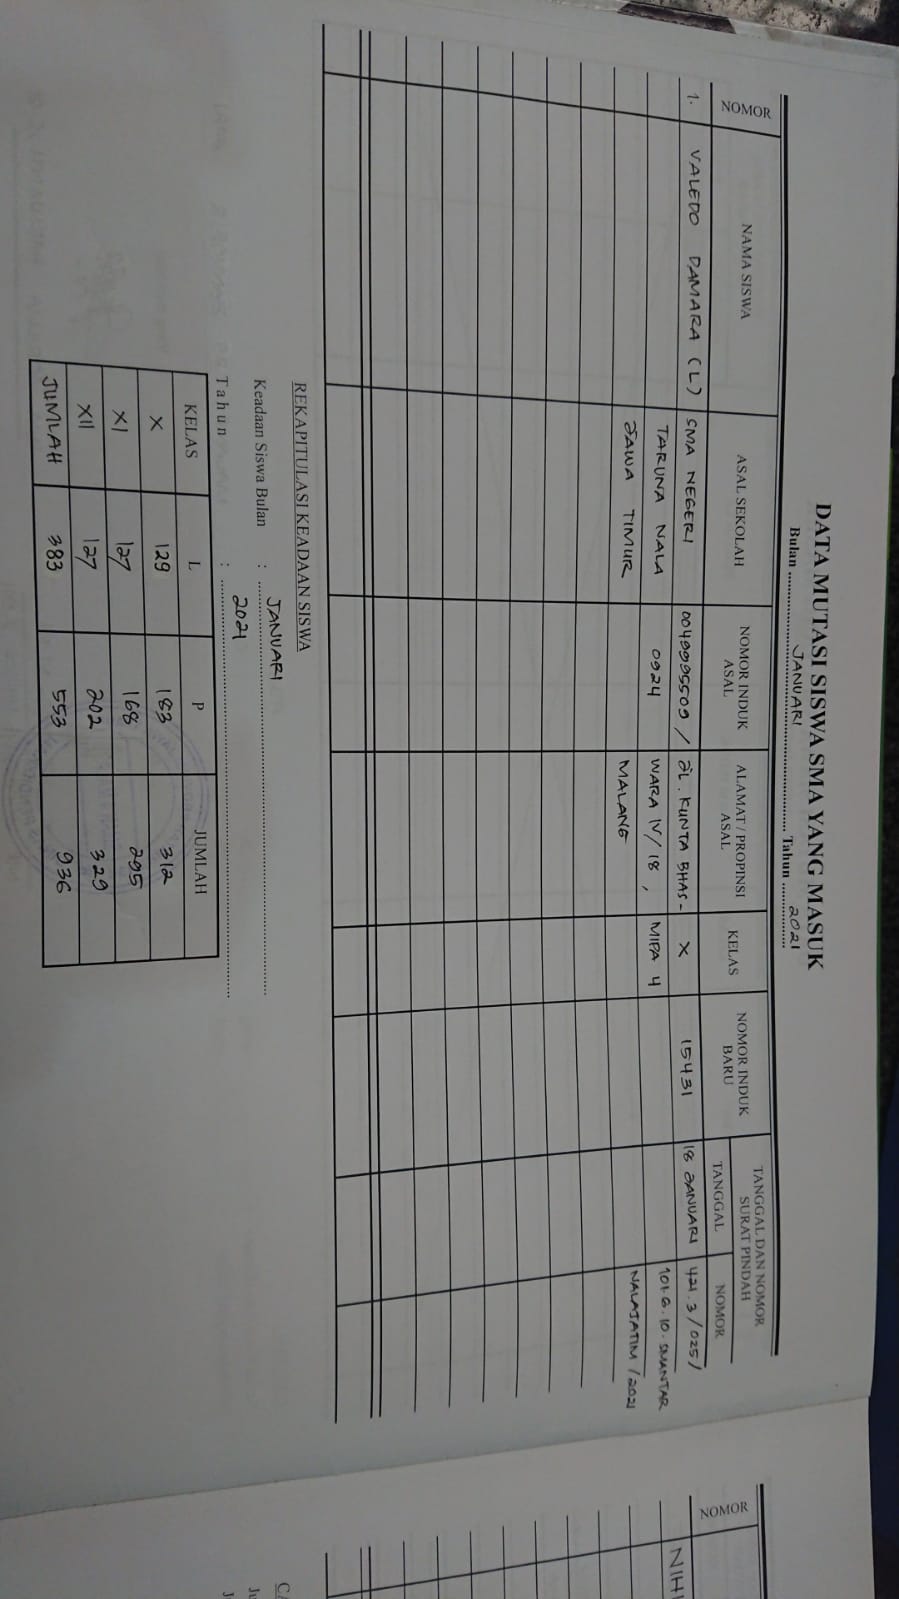 DATA MUTASI SISWA SMA YANG MASUK
Bulan JANUARI Tahun 2021
NOMOR NAMA SISWA ASAL SEKOLAH NOMOR INDUK ASAL ALAMAT / PROPINSI ASAL KELAS NOMOR INDUK BARU TANGGAL DAN NOMOR SURAT PINDAH
TANGGAL NOMOR
1. VALEDO DAMARA (L) SMA NEGERI 0049995509 / JL. KUNTA BHAS- X 15431 18 JANUARI 421.3/025/
TARUNA NALA 0924 WARA IV/18, MIPA 4 101.6.10.SMANTAR
JAWA TIMUR MALANG NALAJATIM/2021
REKAPITULASI KEADAAN SISWA
Keadaan Siswa Bulan : JANUARI
Tahun : 2021
KELAS L P JUMLAH
X 129 183 312
XI 127 168 295
XII 127 202 329
JUMLAH 383 553 936
NOMOR
NIHI